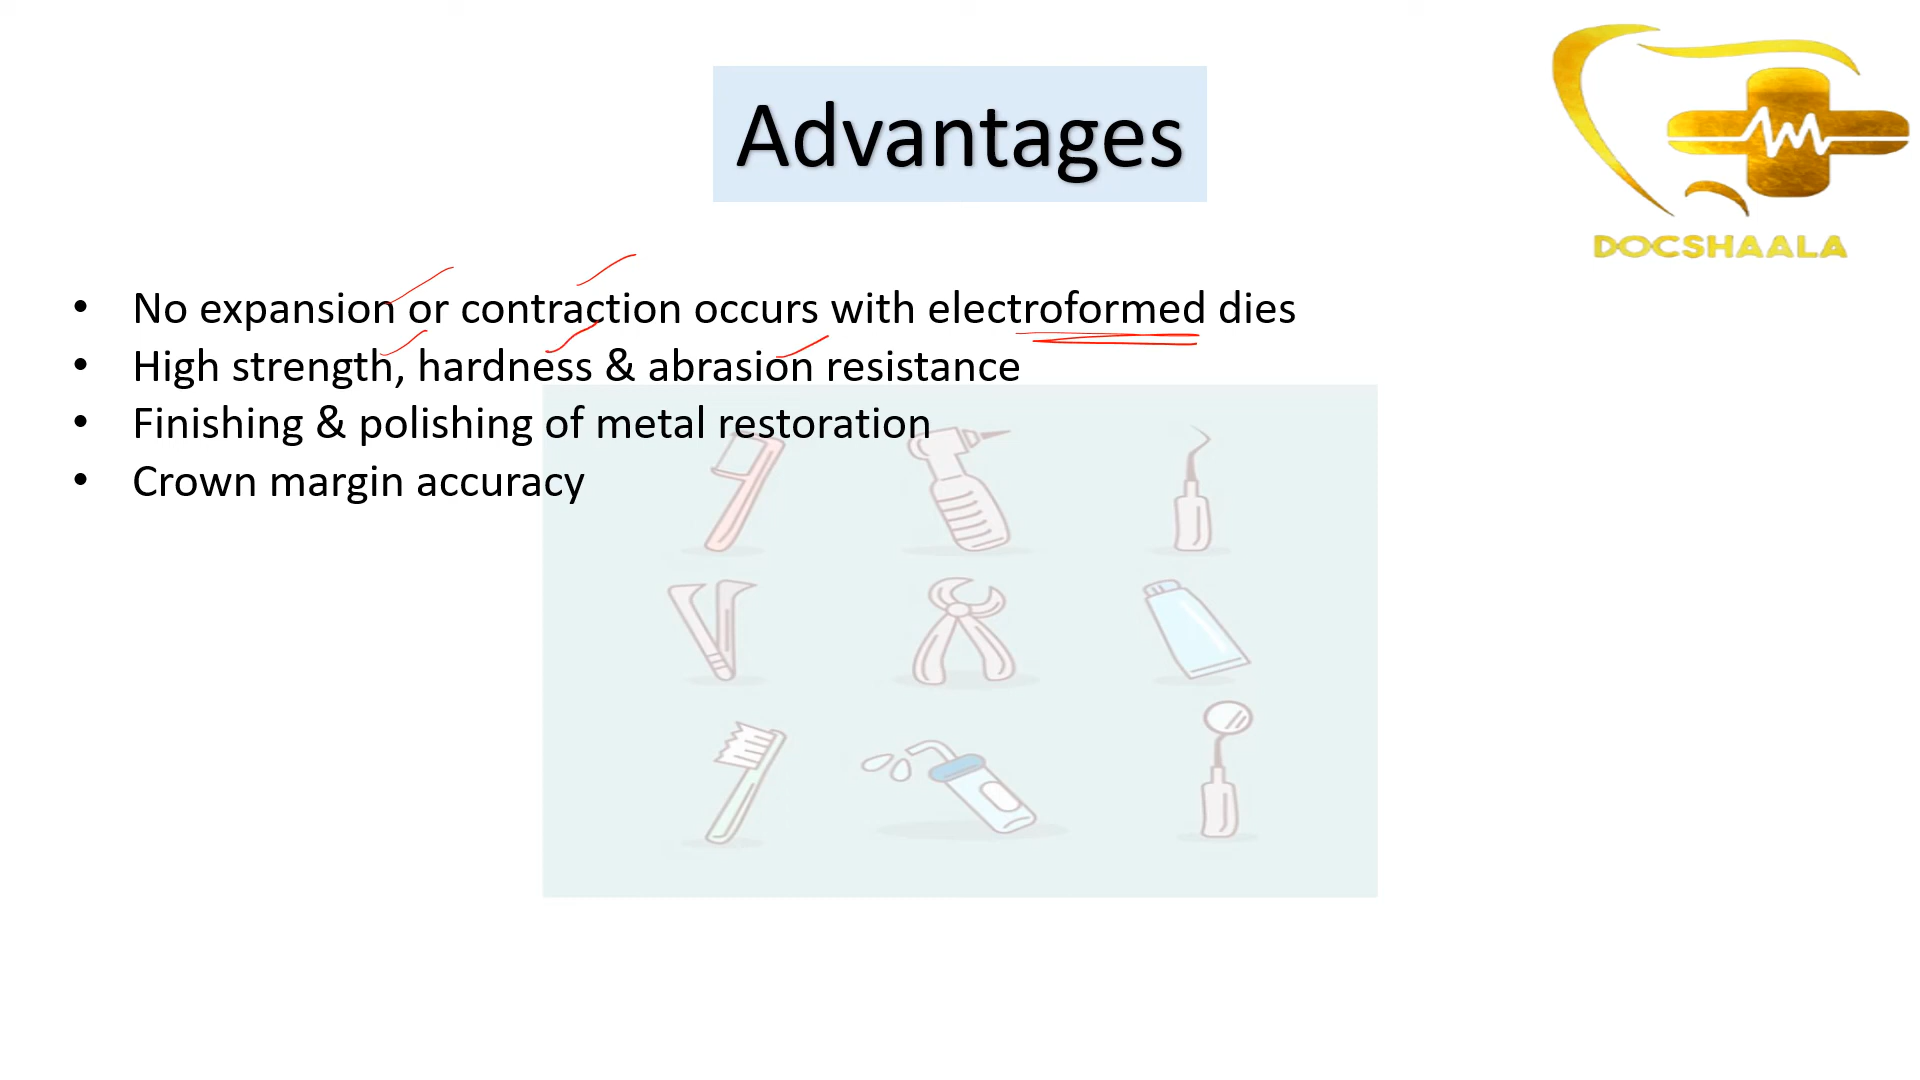 Advantages
DOCSHAALA
• No expansion or contraction occurs with electroformed dies
• High strength, hardness & abrasion resistance
• Finishing & polishing of metal restoration
• Crown margin accuracy